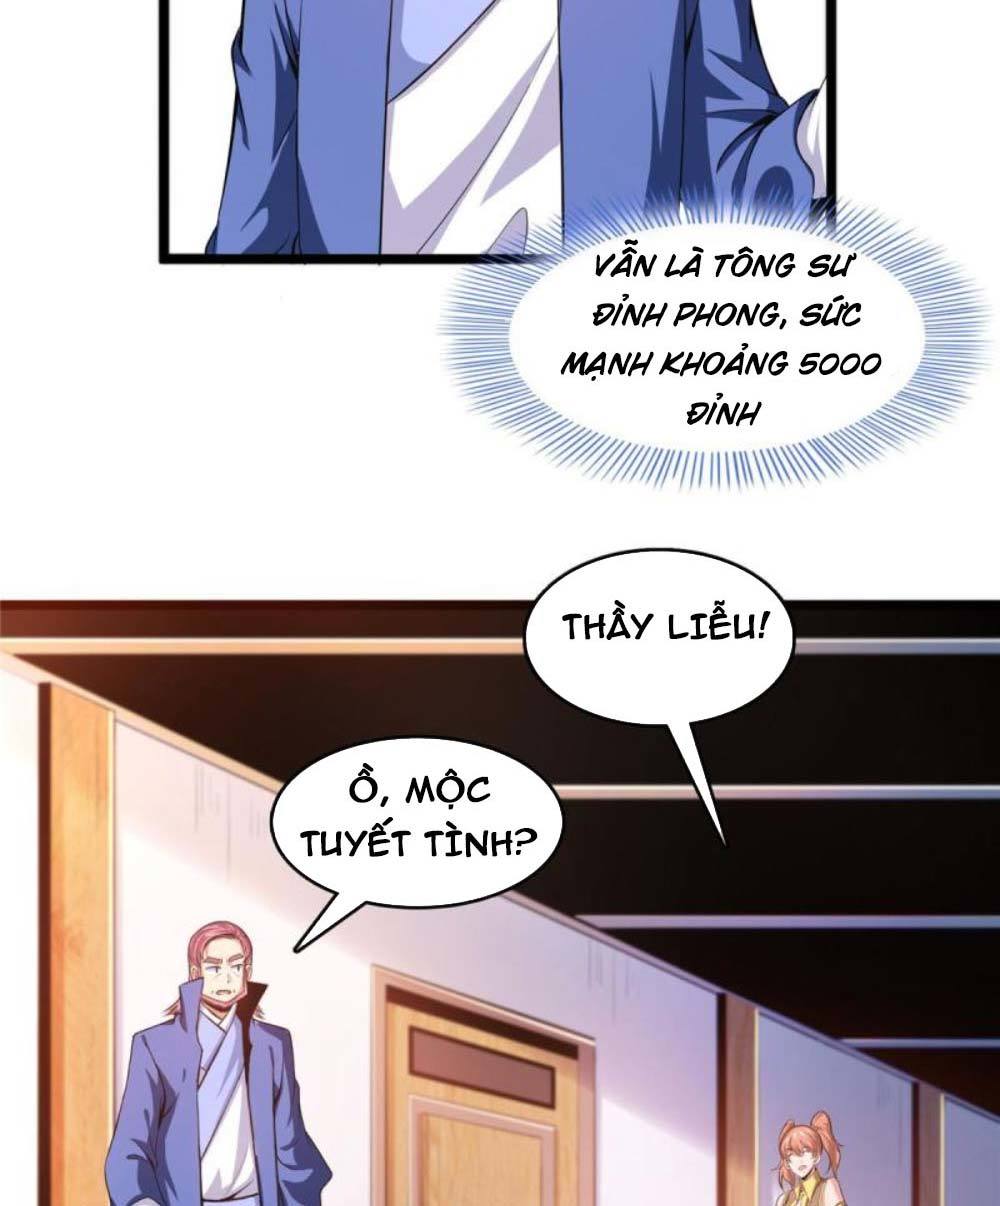 VẪN LÀ TÔNG SƯ
ĐỈNH PHONG, SỨC
MẠNH KHOẢNG 5000
ĐỈNH
THẦY LIỄU!
Ồ, MỘC
TUYẾT TÌNH?